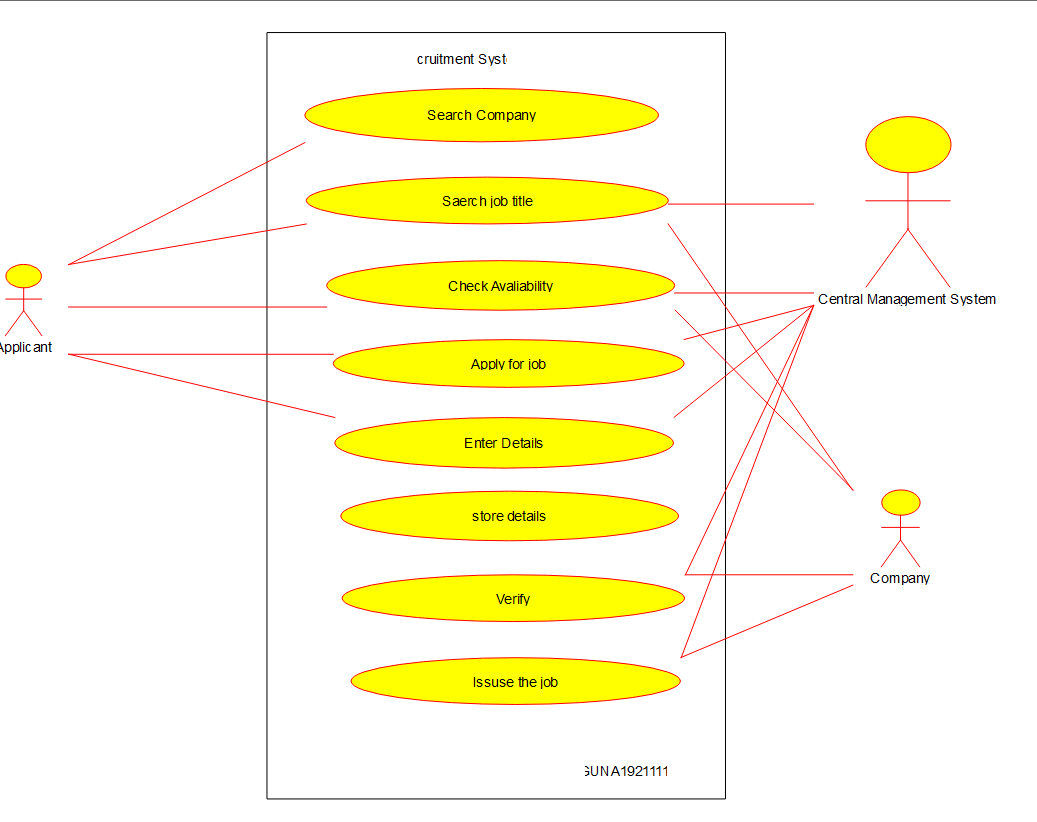 cruitment Syst
Search Company
Saerch job title
Check Avaliability
Central Management System
Applicant
Apply for job
Enter Details
store details
Company
Verify
Issuse the job
GUNA1921111